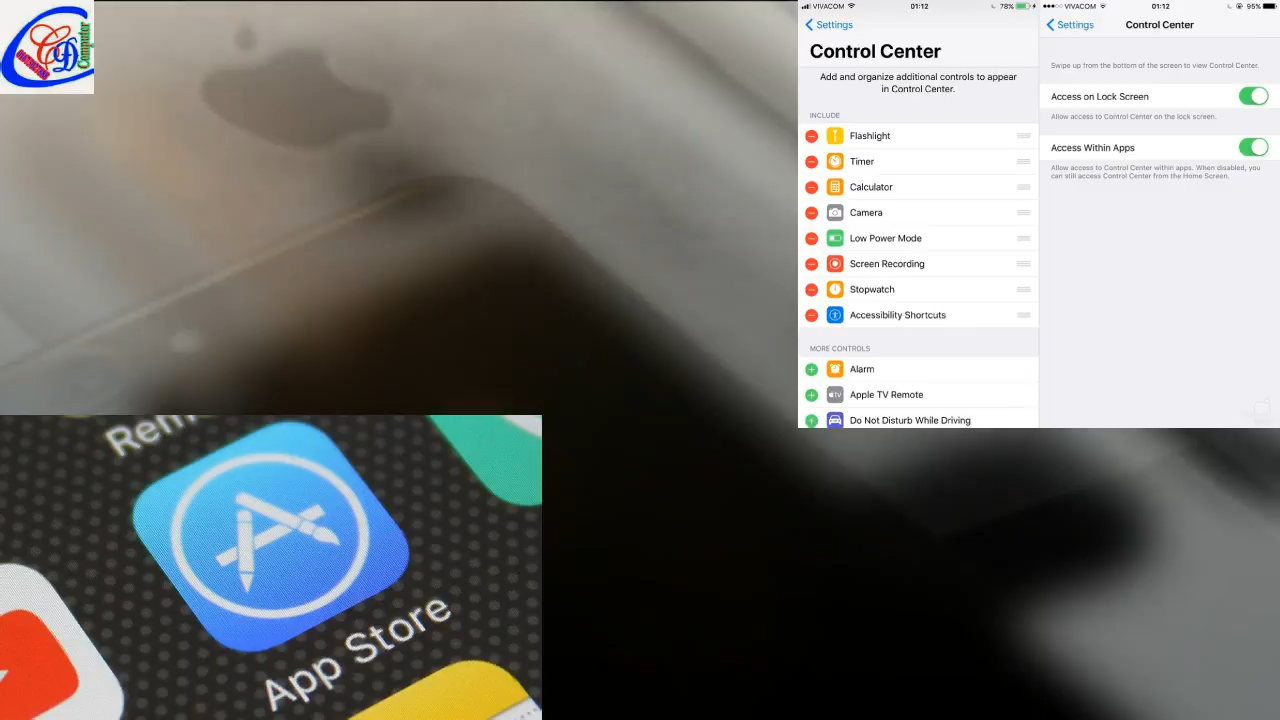 Computer
VIVACOM
01:12
78%
Settings
Control Center
Add and organize additional controls to appear
in Control Center.
INCLUDE
Flashlight
Timer
Calculator
Camera
Low Power Mode
Screen Recording
Stopwatch
Accessibility Shortcuts
MORE CONTROLS
Alarm
Apple TV Remote
Do Not Disturb While Driving
VIVACOM
01:12
95%
Settings
Control Center
Swipe up from the bottom of the screen to view Control Center.
Access on Lock Screen
Allow access to Control Center on the lock screen.
Access Within Apps
Allow access to Control Center within apps. When disabled, you
can still access Control Center from the Home Screen.
App Store